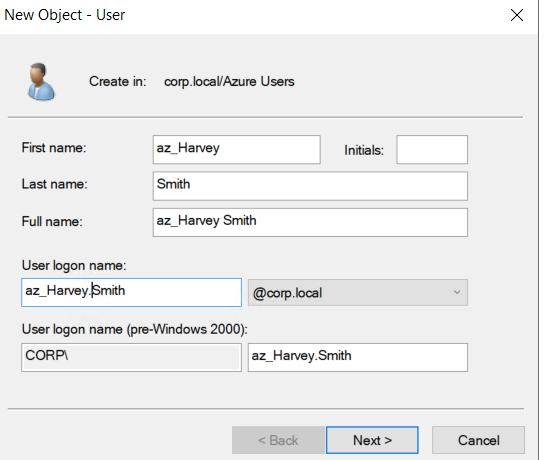 New Object - User
Create in: corp.local/Azure Users
First name: az_Harvey Initials:
Last name: Smith
Full name: az_Harvey Smith
User logon name:
az_Harvey.Smith @corp.local
User logon name (pre-Windows 2000):
CORP\ az_Harvey.Smith
< Back Next > Cancel